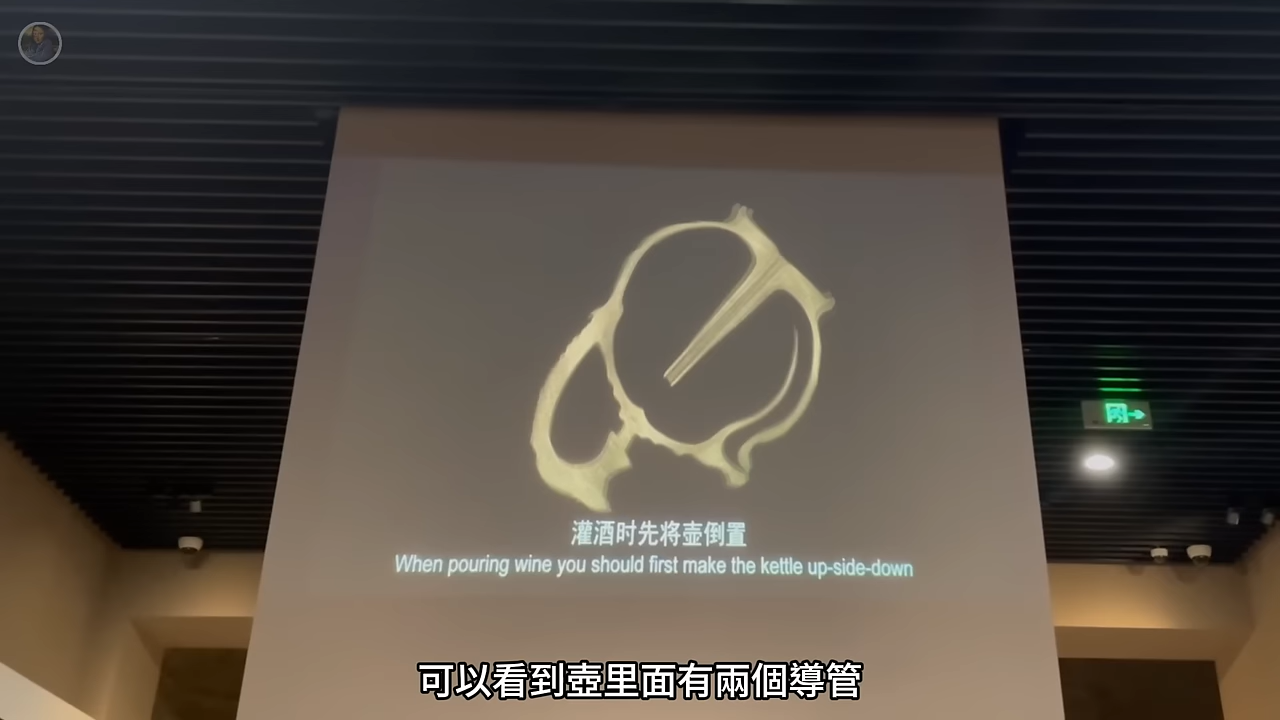 灌酒时先将壶倒置
When pouring wine you should first make the kettle up-side-down
可以看到壺里面有兩個導管